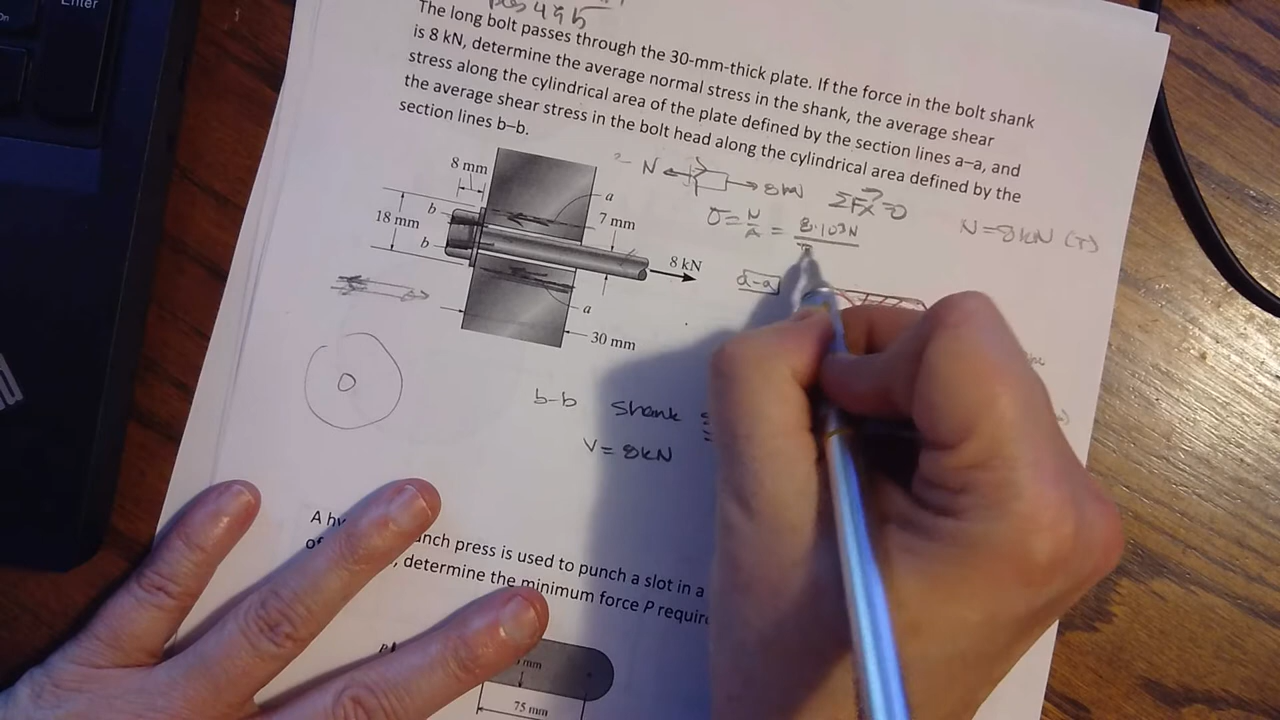 Enter
The long bolt passes through the 30-mm-thick plate. If the force in the bolt shank
is 8 kN, determine the average normal stress in the shank, the average shear
stress along the cylindrical area of the plate defined by the section lines a–a, and
the average shear stress in the bolt head along the cylindrical area defined by the
section lines b–b.
8 mm
a
b
7 mm
18 mm
b
8 kN
a
30 mm
N
8kN
ΣFx=0
N=8kN (T)
σ=N/A = 8·10³N
a-a
b-b shank
V=8kN
nch press is used to punch a slot in a
, determine the minimum force P
mm
75 mm